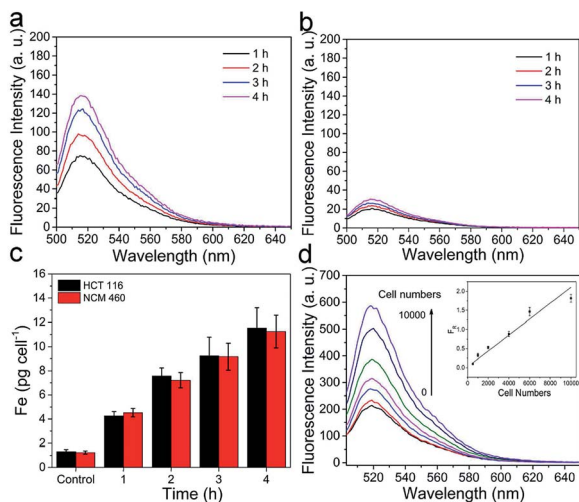 a
Fluorescence Intensity (a. u.)
200
180
160
140
120
100
80
60
40
20
0
1 h
2 h
3 h
4 h
500 520 540 560 580 600 620 640
Wavelength (nm)
b
Fluorescence Intensity (a. u.)
200
180
160
140
120
100
80
60
40
20
0
1 h
2 h
3 h
4 h
500 520 540 560 580 600 620 640
Wavelength (nm)
c
Fe (pg cell⁻¹)
16
14
12
10
8
6
4
2
0
HCT 116
NCM 460
Control 1 2 3 4
Time (h)
d
Fluorescence Intensity (a. u.)
700
600
500
400
300
200
100
0
Cell numbers
10000
0
500 520 540 560 580 600 620 640
Wavelength (nm)
F_R
2.0
1.5
1.0
0.5
0.0
0 2000 4000 6000 8000 10000
Cell Numbers